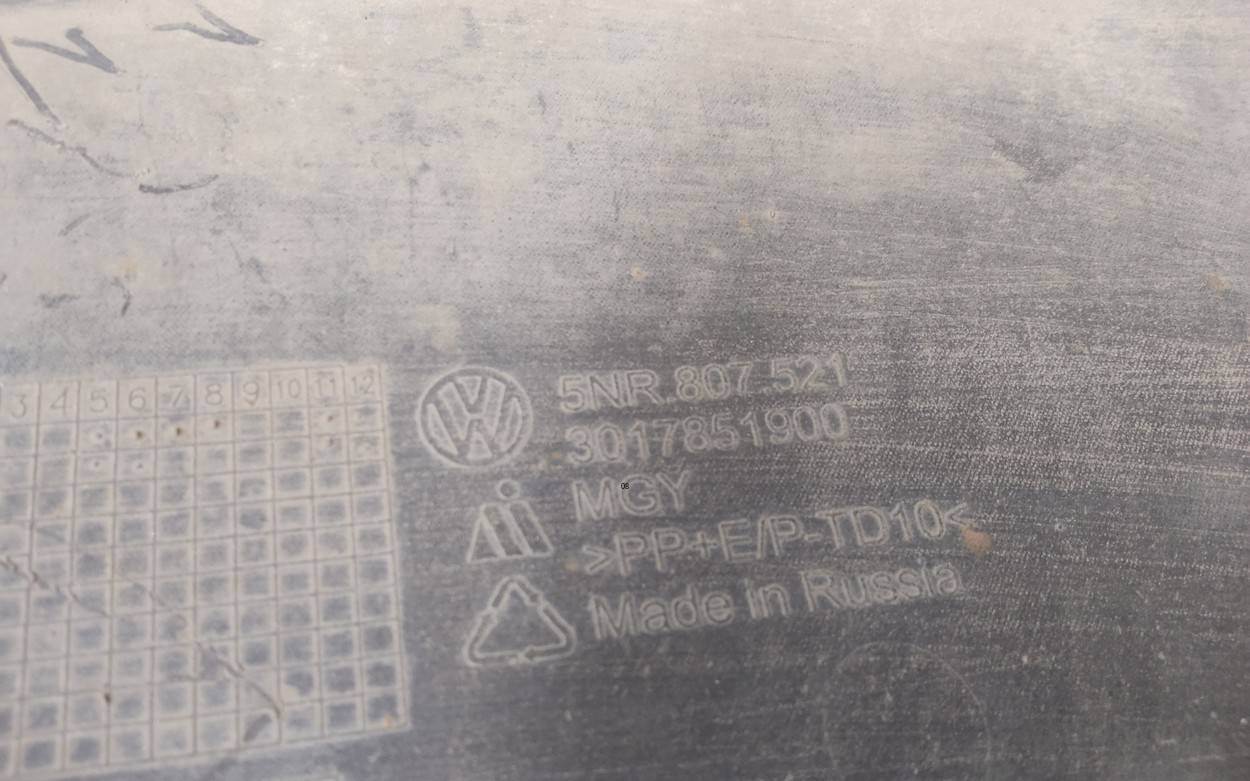 3 4 5 6 7 8 9 10 11 12
5NR.807.521
3017851900
MGY
08
>PP+E/P-TD10<
Made in Russia